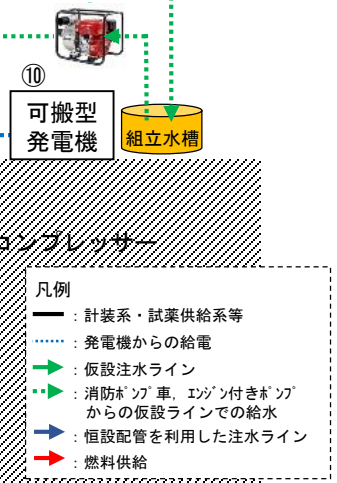 ⑩
可搬型
発電機
組立水槽
コンプレッサー
凡例
：計装系・試薬供給系等
：発電機からの給電
：仮設注水ライン
：消防ﾎﾟﾝﾌﾟ車，ｴﾝｼﾞﾝ付きﾎﾟﾝﾌﾟ
からの仮設ラインでの給水
：恒設配管を利用した注水ライン
：燃料供給